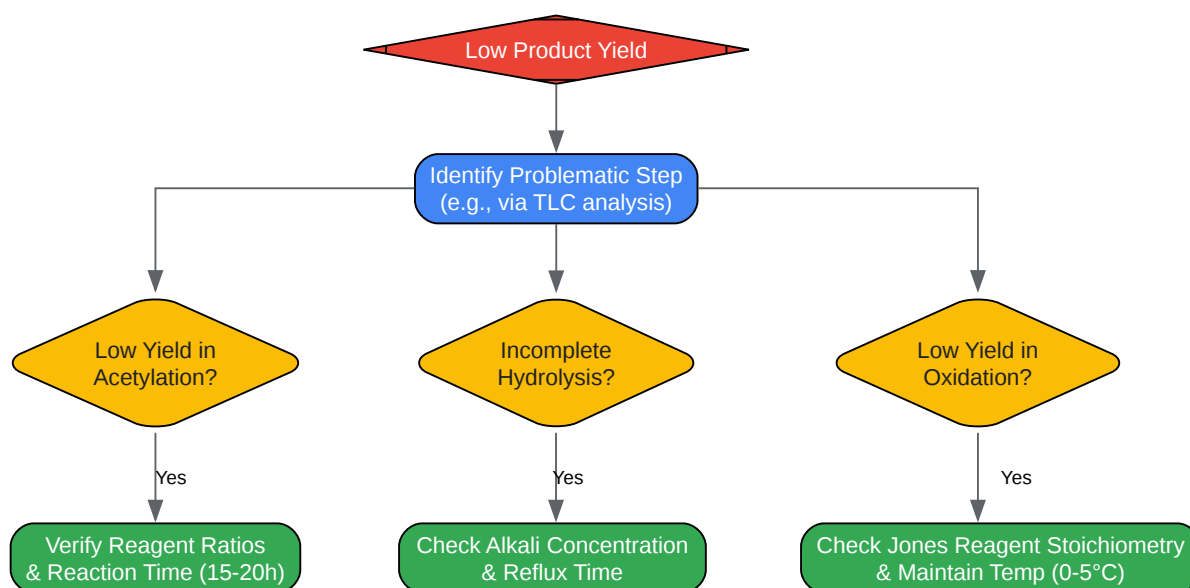 Low Product Yield
Identify Problematic Step
(e.g., via TLC analysis)
Low Yield in
Acetylation?
Incomplete
Hydrolysis?
Low Yield in
Oxidation?
Yes
Yes
Yes
Verify Reagent Ratios
& Reaction Time (15-20h)
Check Alkali Concentration
& Reflux Time
Check Jones Reagent Stoichiometry
& Maintain Temp (0-5°C)